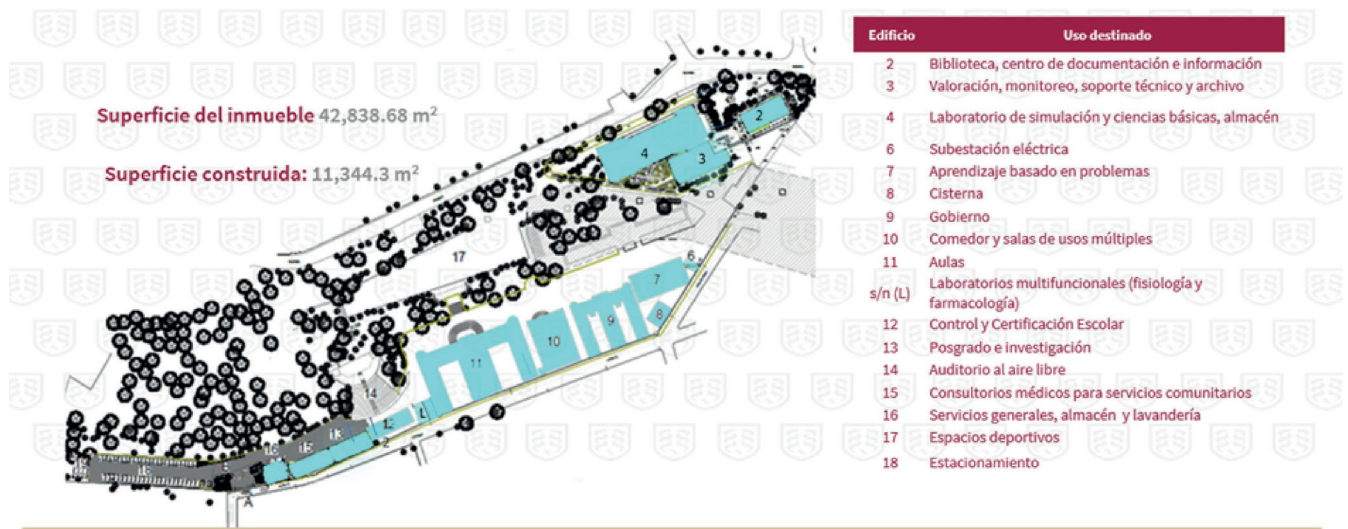 Superficie del inmueble 42,838.68 m²
Superficie construida: 11,344.3 m²
2
4
3
17
6
7
8
9
10
11
14
L
12
13
15
16
B
18
A
Edificio Uso destinado
2 Biblioteca, centro de documentación e información
3 Valoración, monitoreo, soporte técnico y archivo
4 Laboratorio de simulación y ciencias básicas, almacén
6 Subestación eléctrica
7 Aprendizaje basado en problemas
8 Cisterna
9 Gobierno
10 Comedor y salas de usos múltiples
11 Aulas
s/n (L) Laboratorios multifuncionales (fisiología y
farmacología)
12 Control y Certificación Escolar
13 Posgrado e investigación
14 Auditorio al aire libre
15 Consultorios médicos para servicios comunitarios
16 Servicios generales, almacén y lavandería
17 Espacios deportivos
18 Estacionamiento